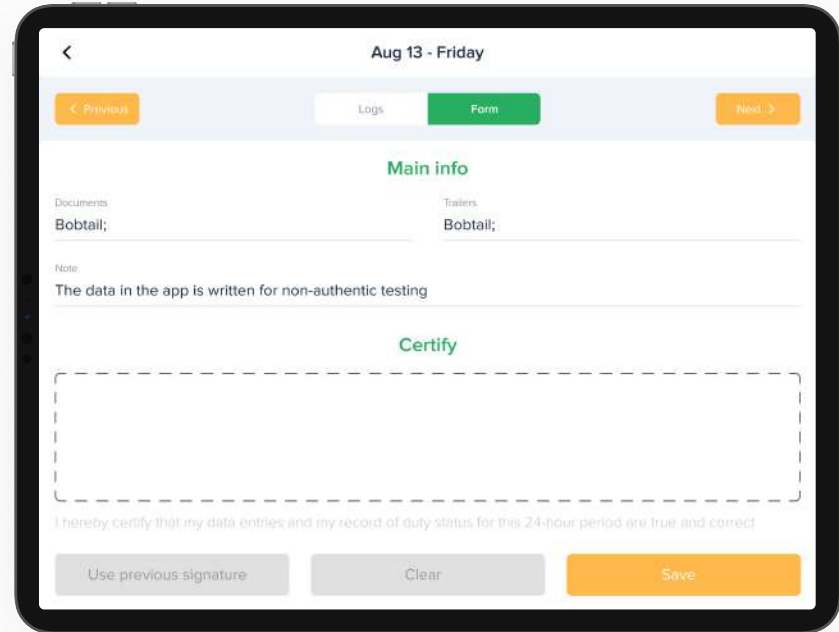 Aug 13 - Friday
< Previous
Logs
Form
Next >
Main info
Documents
Trailers
Bobtail;
Bobtail;
Note
The data in the app is written for non-authentic testing
Certify
I hereby certify that my data entries and my record of duty status for this 24-hour period are true and correct
Use previous signature
Clear
Save